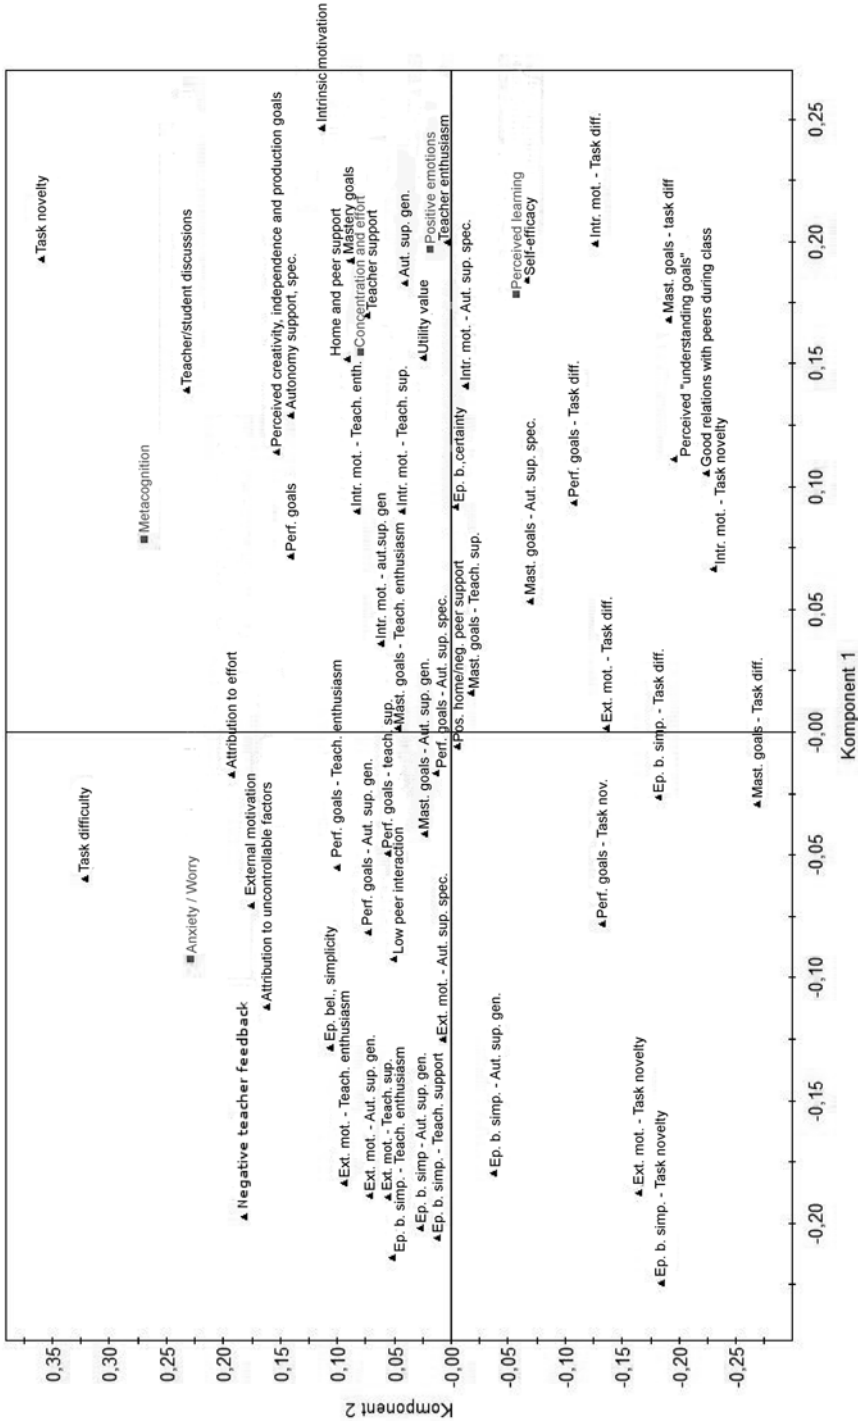 Task novelty
Teacher/student discussions
Perceived creativity, independence and production goals
Autonomy support, spec.
Intrinsic motivation
Home and peer support
Mastery goals
Concentration and effort
Teacher support
Aut. sup. gen.
Positive emotions
Teacher enthusiasm
Utility value
Intr. mot. - Aut. sup. spec.
Perceived learning
Self-efficacy
Intr. mot. - Task diff.
Mast. goals - task diff
Perceived "understanding goals"
Good relations with peers during class
Intr. mot. - Task novelty
Perf. goals - Task diff.
Mast. goals - Aut. sup. spec.
Ep. b.,certainty
Mast. goals - Teach. sup.
Metacognition
Perf. goals
Intr. mot. - Teach. enth.
Intr. mot. - Teach. sup.
Intr. mot. - aut.sup. gen
Mast. goals - Teach. enthusiasm
Attribution to effort
Perf. goals - Teach. enthusiasm
Perf. goals - teach. sup.
Mast. goals - Aut. sup. gen.
Perf. goals - Aut. sup. spec.
Pos. home/neg. peer support
Ext. mot. - Task diff.
Ep. b. simp. - Task diff.
Mast. goals - Task diff.
Perf. goals - Task nov.
Task difficulty
Anxiety / Worry
External motivation
Attribution to uncontrollable factors
Perf. goals - Aut. sup. gen.
Low peer interaction
Ext. mot. - Aut. sup. spec.
Negative teacher feedback
Ep. bel., simplicity
Ext. mot. - Teach. enthusiasm
Ext. mot. - Aut. sup. gen.
Ext. mot. - Teach. sup.
Ep. b. simp. - Teach. enthusiasm
Ep. b. simp - Aut. sup. gen.
Ep. b. simp. - Teach. support
Ep. b. simp. - Aut. sup. gen.
Ext. mot. - Task novelty
Ep. b. simp. - Task novelty
0,35
0,30
0,25
0,20
0,15
0,10
0,05
-0,00
-0,05
-0,10
-0,15
-0,20
-0,25
Komponent 2
-0,20
-0,15
-0,10
-0,05
-0,00
0,05
0,10
0,15
0,20
0,25
Komponent 1